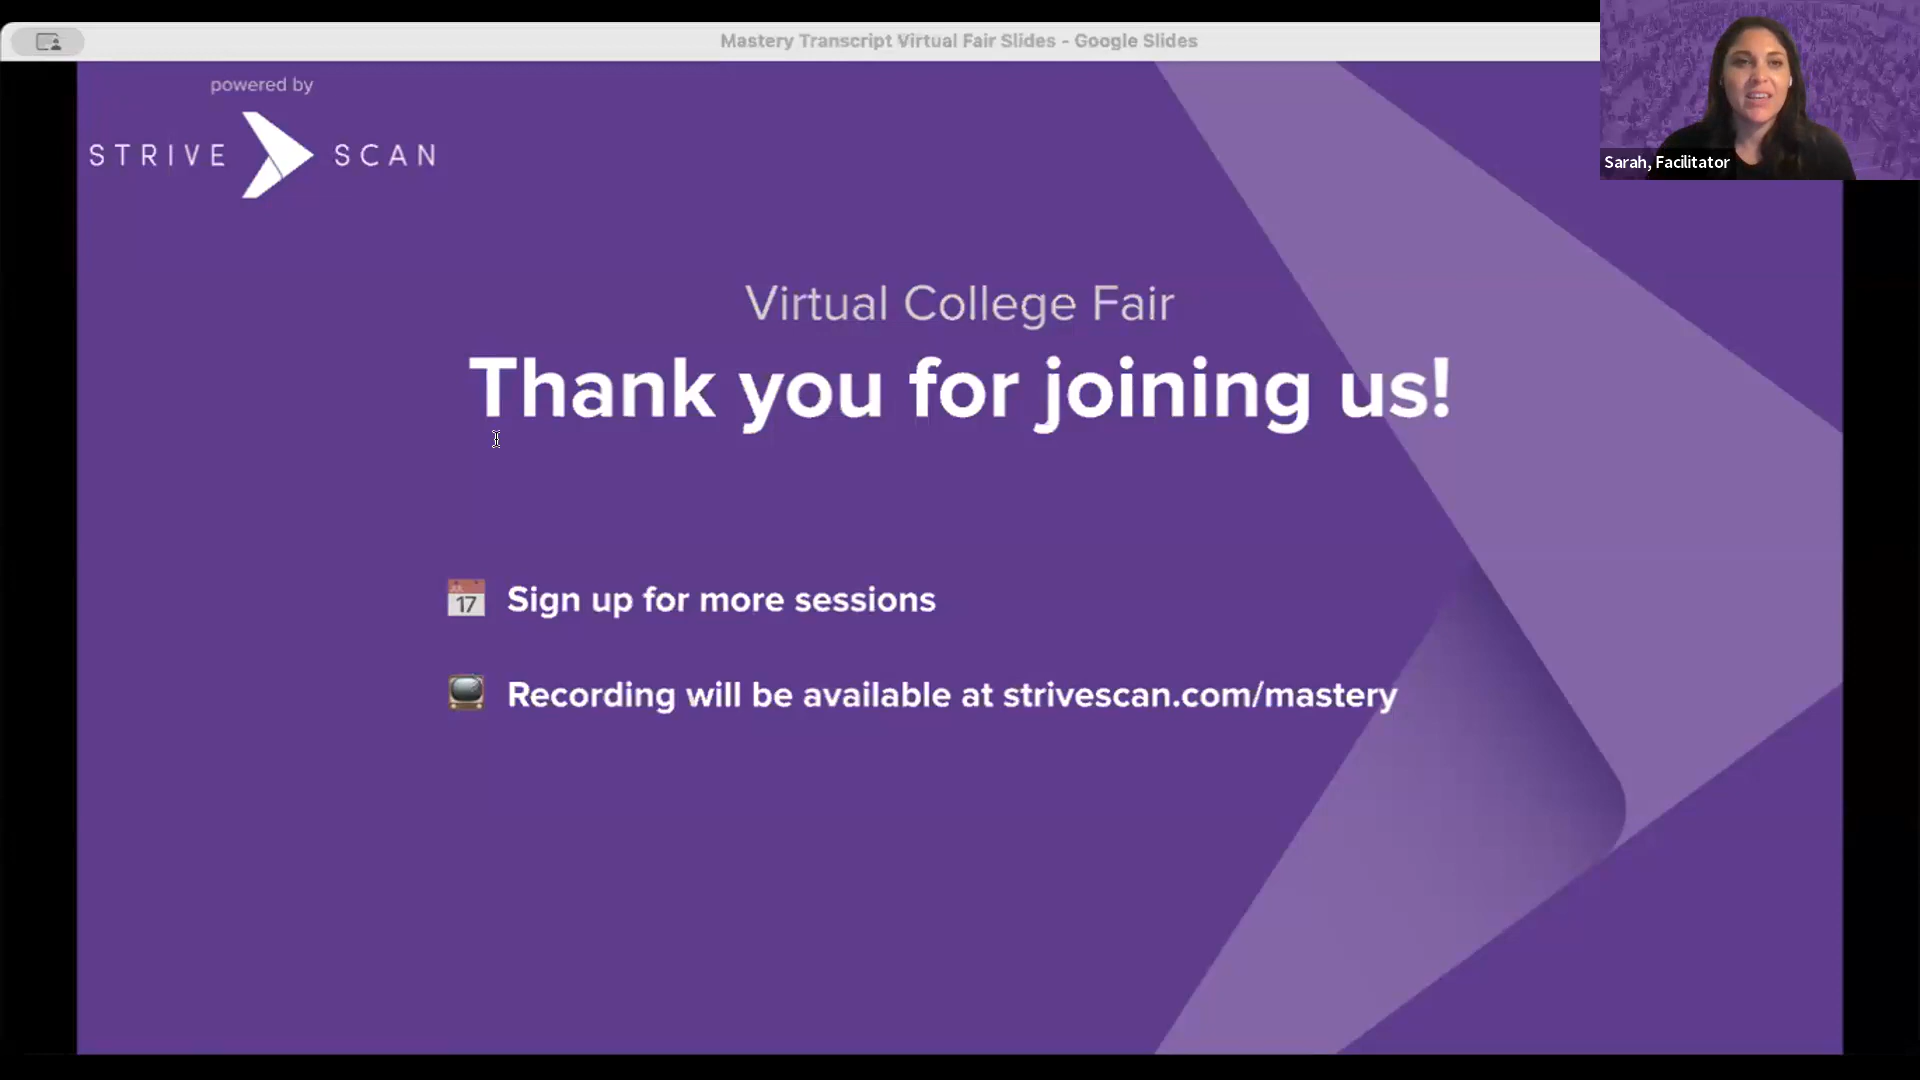 Mastery Transcript Virtual Fair Slides - Google Slides
powered by
STRIVE SCAN
Sarah, Facilitator
Virtual College Fair
Thank you for joining us!
17 Sign up for more sessions
Recording will be available at strivescan.com/mastery